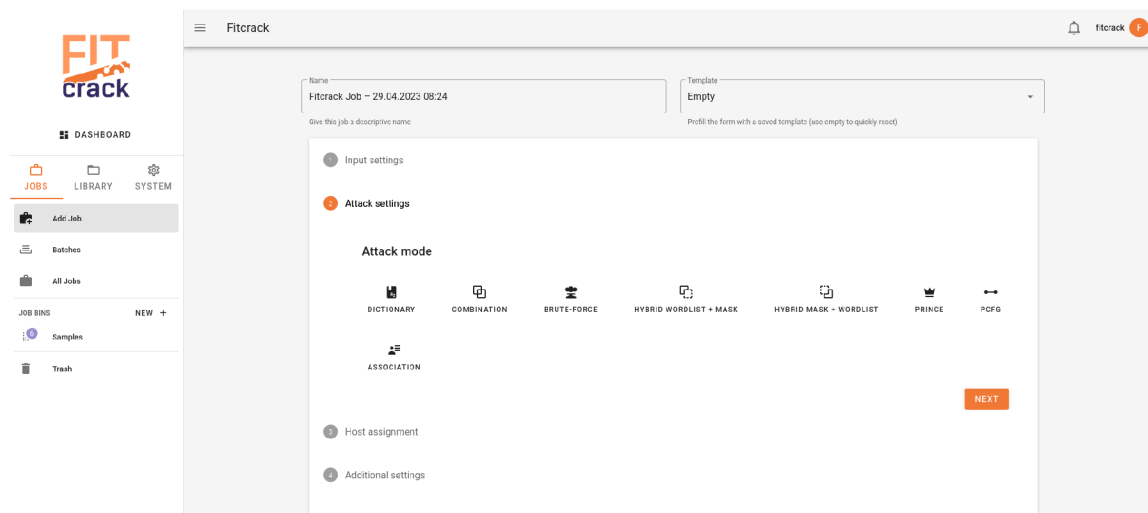 FIT
crack
DASHBOARD
JOBS LIBRARY SYSTEM
Add Job
Batches
All Jobs
JOB BINS NEW +
6
Samples
Trash
Fitcrack
fitcrack F
Name
Fitcrack Job – 29.04.2023 08:24
Give this job a descriptive name
Template
Empty
Prefill the form with a saved template (use empty to quickly reset)
1 Input settings
2 Attack settings
Attack mode
DICTIONARY COMBINATION BRUTE-FORCE HYBRID WORDLIST + MASK HYBRID MASK + WORDLIST PRINCE PCFG
ASSOCIATION
NEXT
3 Host assignment
4 Additional settings